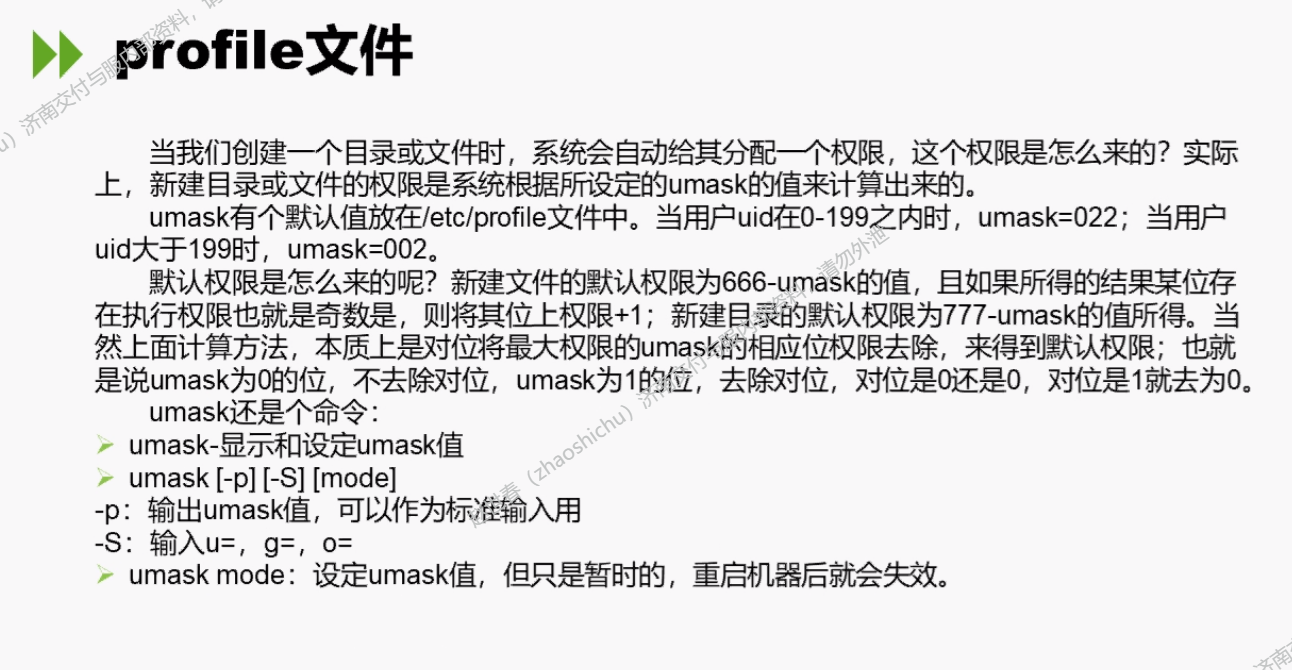 profile文件
当我们创建一个目录或文件时，系统会自动给其分配一个权限，这个权限是怎么来的？实际
上，新建目录或文件的权限是系统根据所设定的umask的值来计算出来的。
umask有个默认值放在/etc/profile文件中。当用户uid在0-199之内时，umask=022；当用户
uid大于199时，umask=002。
默认权限是怎么来的呢？新建文件的默认权限为666-umask的值，且如果所得的结果某位存
在执行权限也就是奇数是，则将其位上权限+1；新建目录的默认权限为777-umask的值所得。当
然上面计算方法，本质上是对位将最大权限的umask的相应位权限去除，来得到默认权限；也就
是说umask为0的位，不去除对位，umask为1的位，去除对位，对位是0还是0，对位是1就去为0。
umask还是个命令：
umask-显示和设定umask值
umask [-p] [-S] [mode]
-p：输出umask值，可以作为标准输入用
-S：输入u=，g=，o=
umask mode：设定umask值，但只是暂时的，重启机器后就会失效。
（zhaoshichu）济南交付与服内部资料，请勿外泄
济南交付与服内部资料，
济南